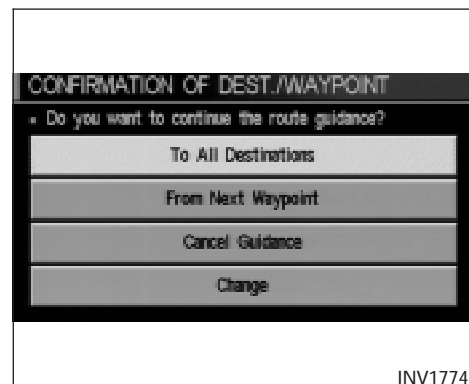 CONFIRMATION OF DEST./WAYPOINT
• Do you want to continue the route guidance?
To All Destinations
From Next Waypoint
Cancel Guidance
Change
INV1774